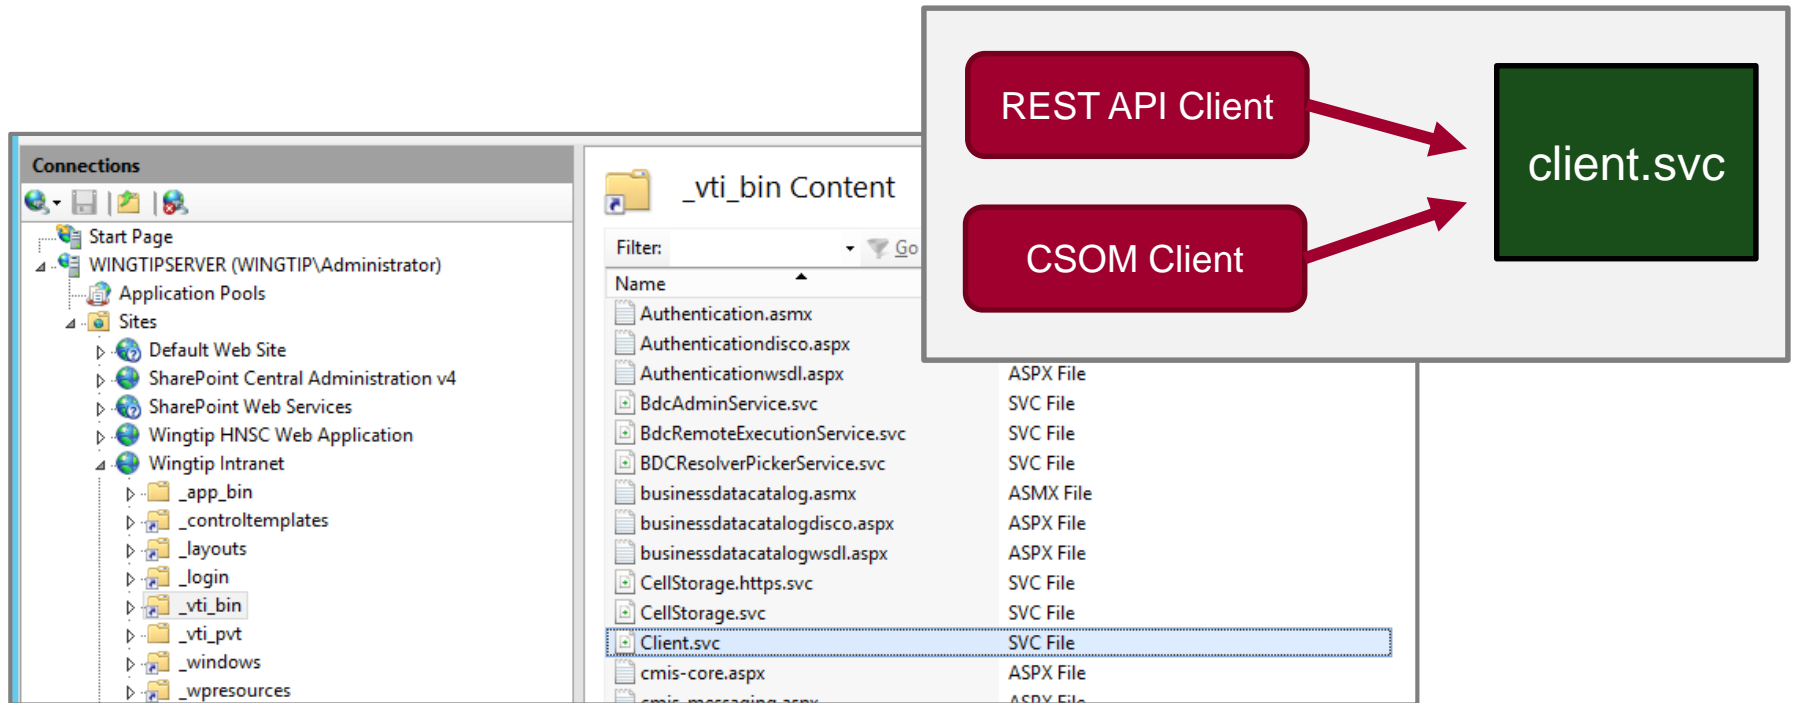 REST API Client
CSOM Client
client.svc
Connections
Start Page
WINGTIPSERVER (WINGTIP\Administrator)
Application Pools
Sites
Default Web Site
SharePoint Central Administration v4
SharePoint Web Services
Wingtip HNSC Web Application
Wingtip Intranet
_app_bin
_controltemplates
_layouts
_login
_vti_bin
_vti_pvt
_windows
_wpresources
_vti_bin Content
Filter: Go
Name
Authentication.asmx
Authenticationdisco.aspx
Authenticationwsdl.aspx ASPX File
BdcAdminService.svc SVC File
BdcRemoteExecutionService.svc SVC File
BDCResolverPickerService.svc SVC File
businessdatacatalog.asmx ASMX File
businessdatacatalogdisco.aspx ASPX File
businessdatacatalogwsdl.aspx ASPX File
CellStorage.https.svc SVC File
CellStorage.svc SVC File
Client.svc SVC File
cmis-core.aspx ASPX File
cmis-messaging.aspx ASPX File